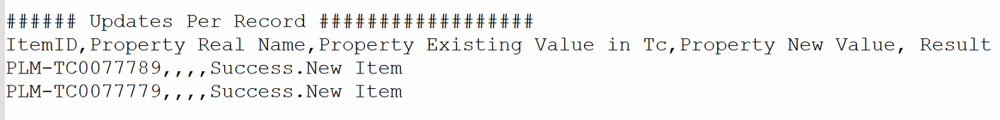 ###### Updates Per Record ##################
ItemID,Property Real Name,Property Existing Value in Tc,Property New Value, Result
PLM-TC0077789,,,,Success.New Item
PLM-TC0077779,,,,Success.New Item